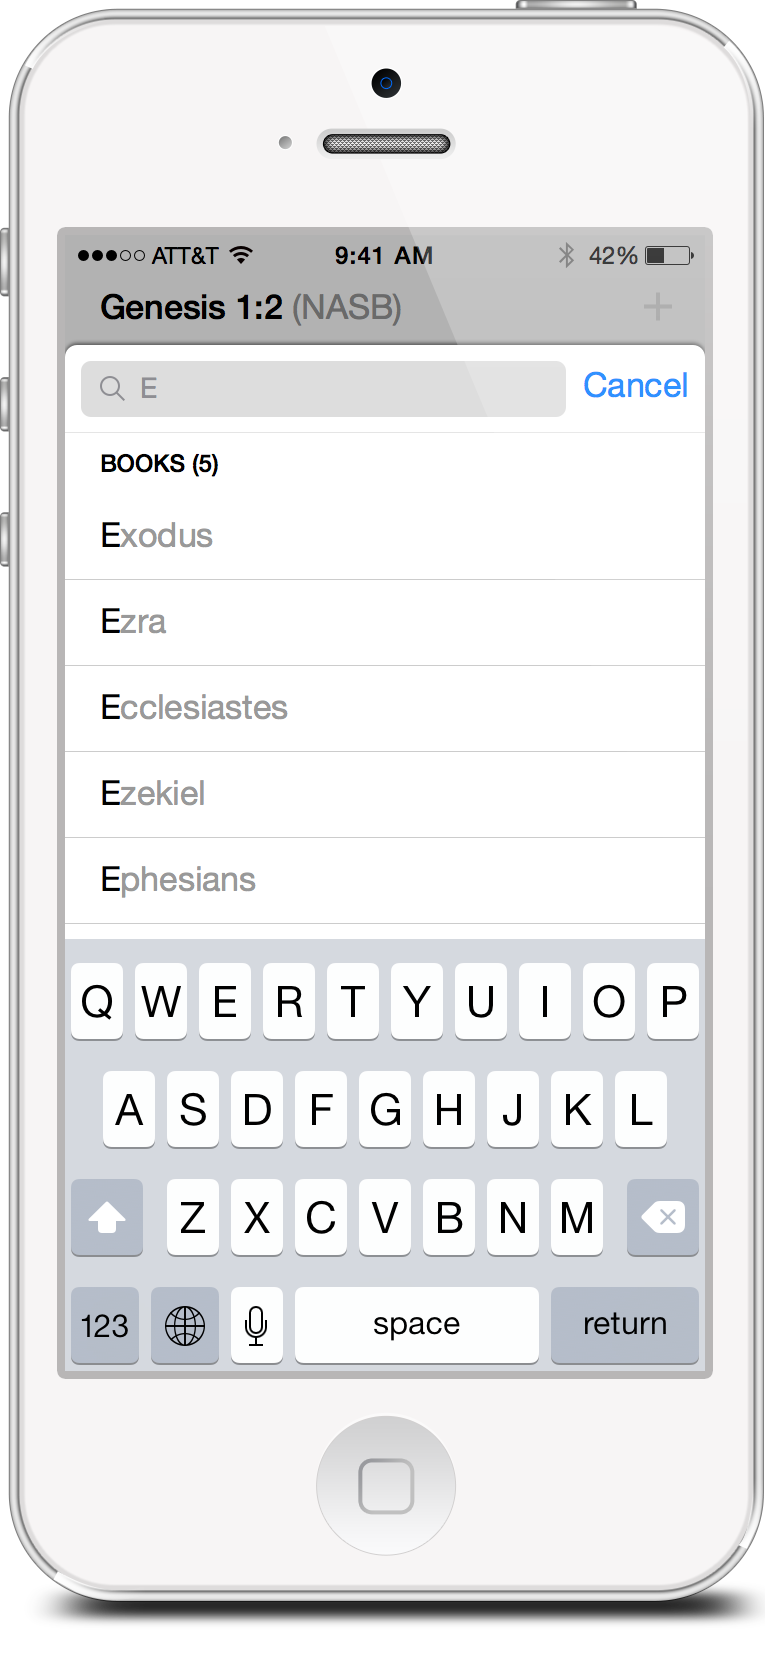 ATT&T 9:41 AM 42%
Genesis 1:2 (NASB) +
E Cancel
BOOKS (5)
Exodus
Ezra
Ecclesiastes
Ezekiel
Ephesians
Q W E R T Y U I O P
A S D F G H J K L
Z X C V B N M
123 space return